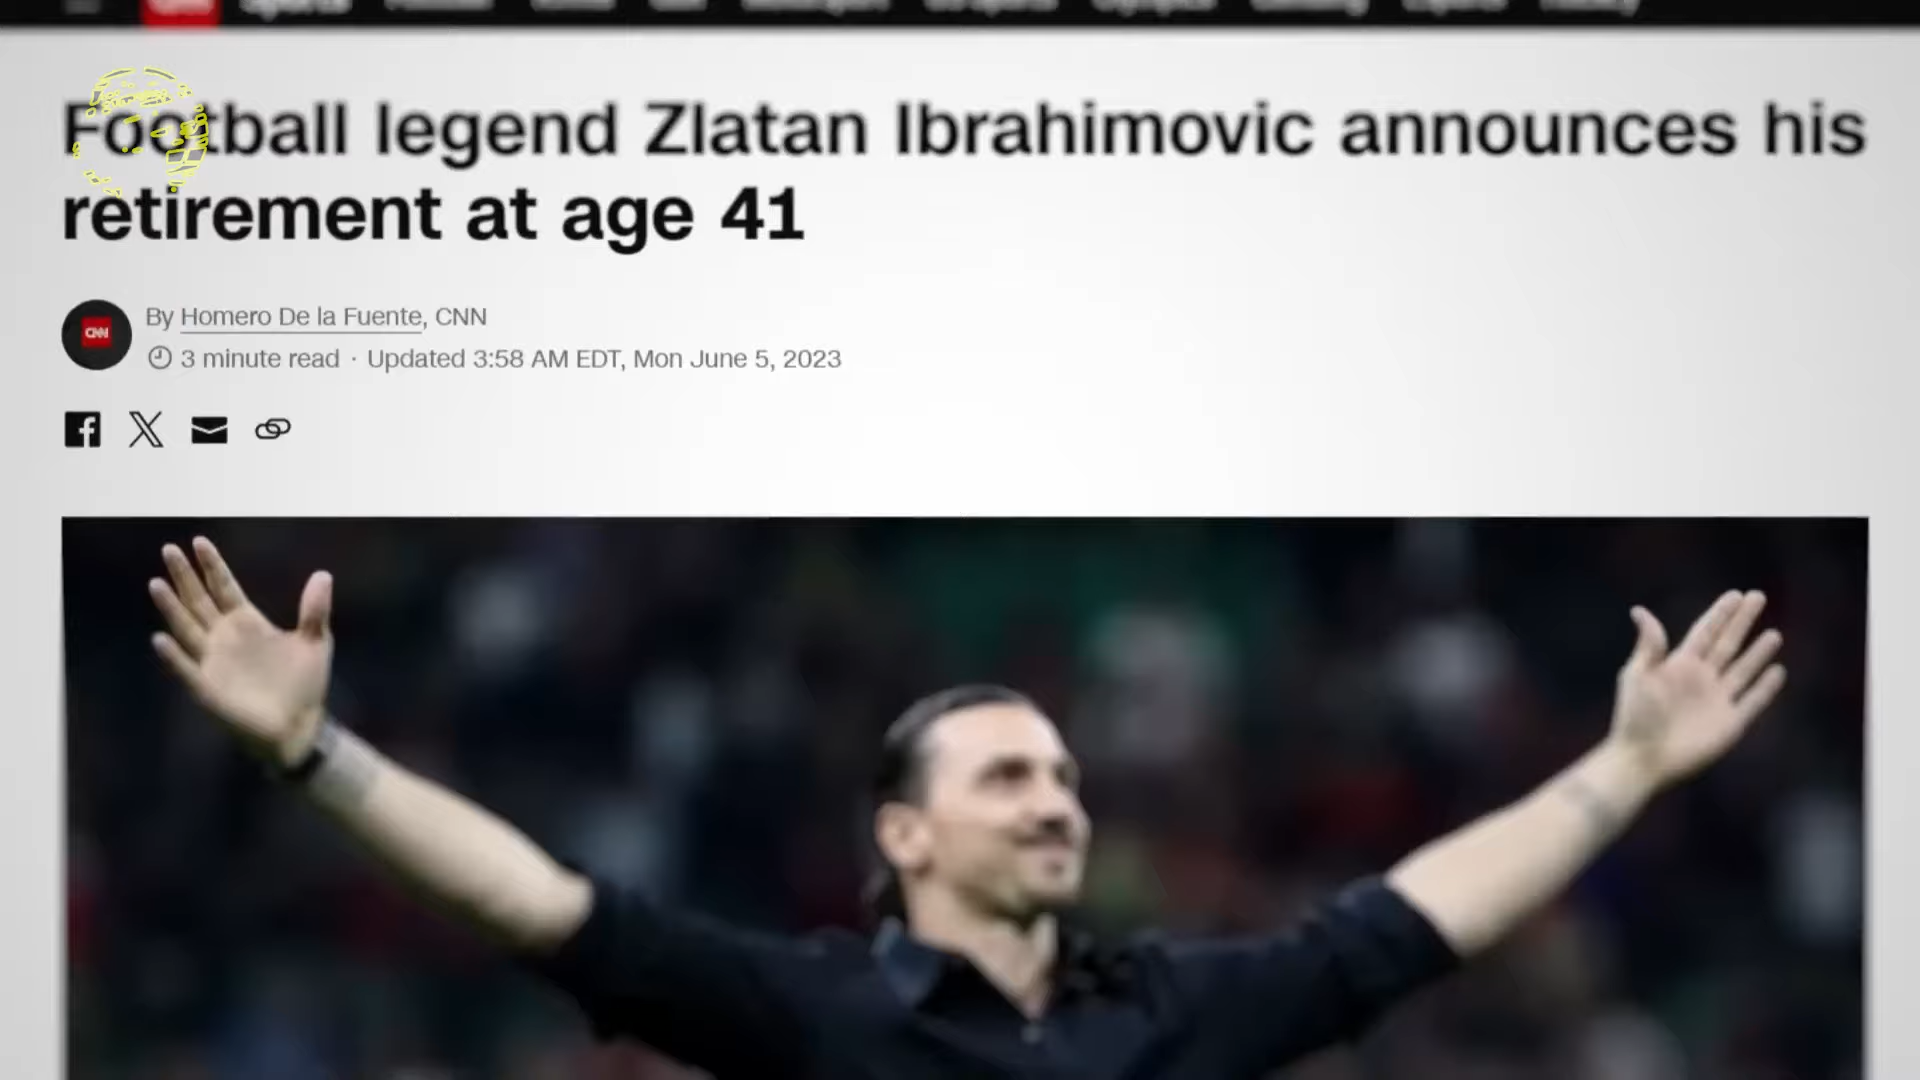 Football legend Zlatan Ibrahimovic announces his
retirement at age 41
CNN
By Homero De la Fuente, CNN
3 minute read · Updated 3:58 AM EDT, Mon June 5, 2023